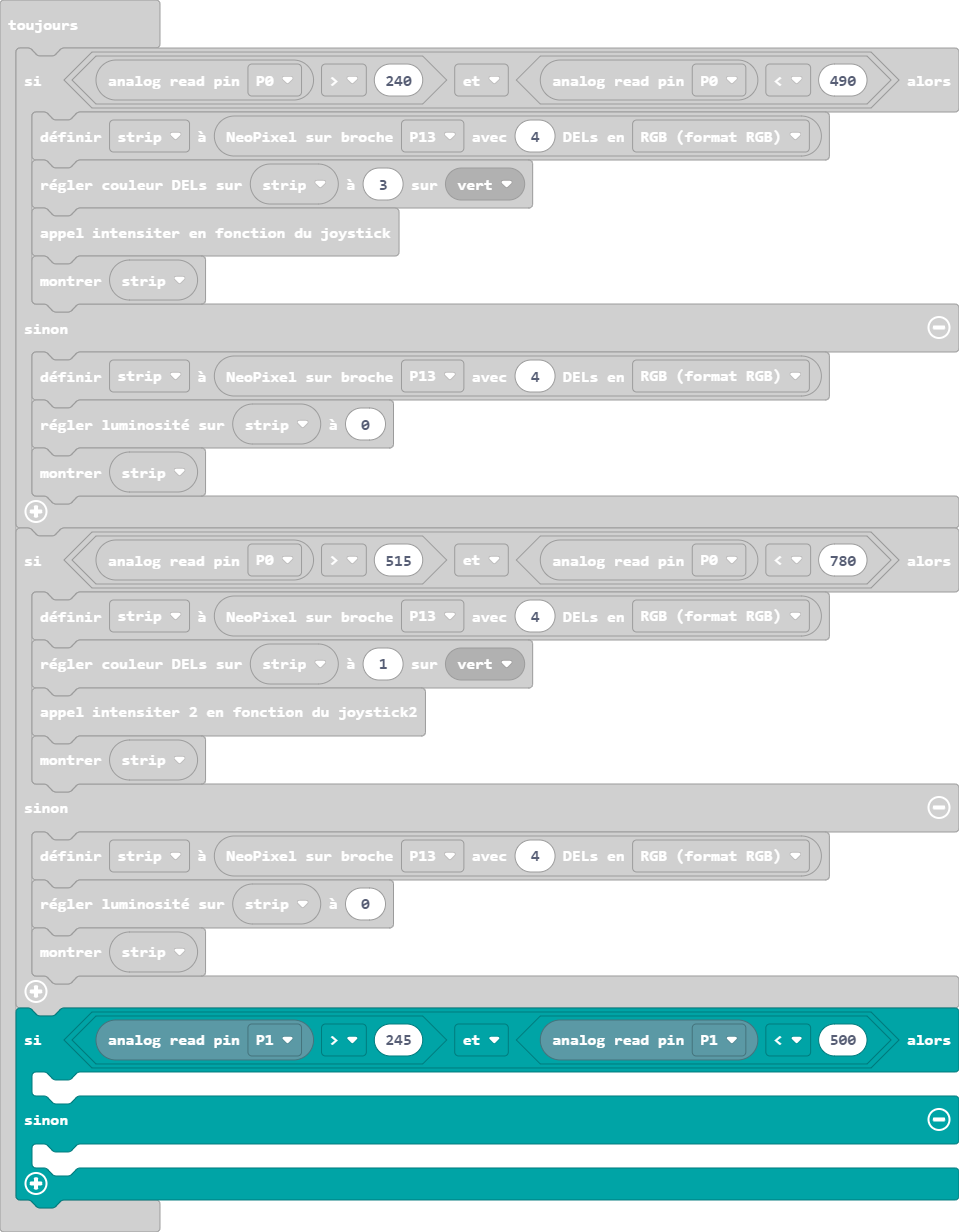 toujours
si analog read pin P0 > 240 et analog read pin P0 < 490 alors
définir strip à NeoPixel sur broche P13 avec 4 DELs en RGB (format RGB)
régler couleur DELs sur strip à 3 sur vert
appel intensiter en fonction du joystick
montrer strip
sinon
définir strip à NeoPixel sur broche P13 avec 4 DELs en RGB (format RGB)
régler luminosité sur strip à 0
montrer strip
si analog read pin P0 > 515 et analog read pin P0 < 780 alors
définir strip à NeoPixel sur broche P13 avec 4 DELs en RGB (format RGB)
régler couleur DELs sur strip à 1 sur vert
appel intensiter 2 en fonction du joystick2
montrer strip
sinon
définir strip à NeoPixel sur broche P13 avec 4 DELs en RGB (format RGB)
régler luminosité sur strip à 0
montrer strip
si analog read pin P1 > 245 et analog read pin P1 < 500 alors
sinon